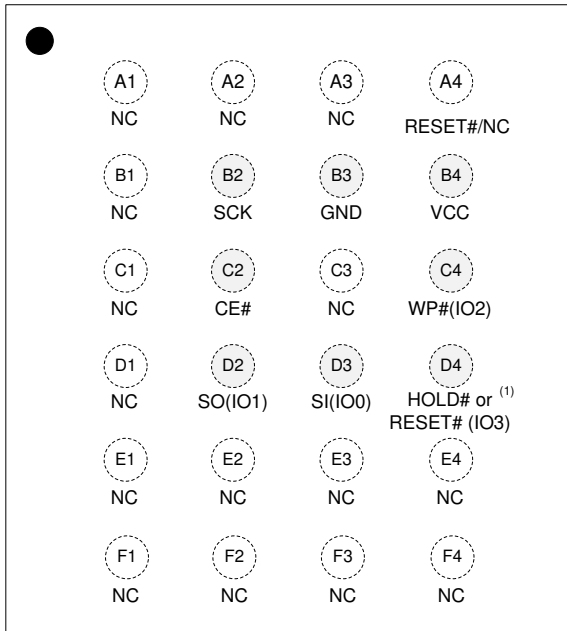 A1 A2 A3 A4
NC NC NC RESET#/NC
B1 B2 B3 B4
NC SCK GND VCC
C1 C2 C3 C4
NC CE# NC WP#(IO2)
D1 D2 D3 D4
NC SO(IO1) SI(IO0) HOLD# or (1)
RESET# (IO3)
E1 E2 E3 E4
NC NC NC NC
F1 F2 F3 F4
NC NC NC NC